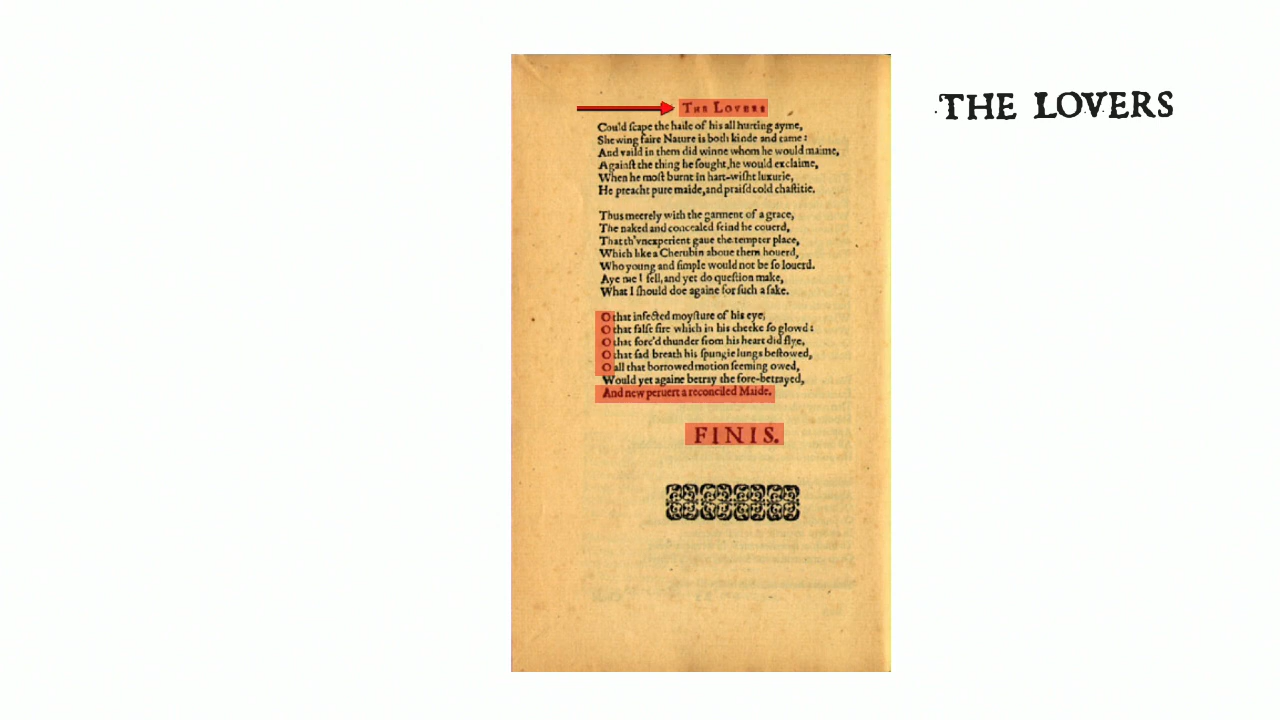 THE LOVERS
Could ſcape the haile of his all hurting ayme,
Shewing faire Nature is both kinde and tame:
And vaild in them did winne whom he would maime,
Againſt the thing he ſought, he would exclaime,
When he moſt burnt in hart-wiſht luxurie,
He preacht pure maide, and praiſd cold chaſtitie.
Thus meerely with the garment of a grace,
The naked and concealed feind he couerd,
That th'vnexperient gaue the tempter place,
Which like a Cherubin aboue them houerd,
Who young and ſimple would not be ſo louerd.
Aye me! I fell, and yet do queſtion make,
What I ſhould doe againe for ſuch a ſake.
O that infected moyſture of his eye,
O that falſe fire which in his cheeke ſo glowd:
O that forc'd thunder from his heart did flye,
O that ſad breath his ſpungie lungs beſtowed,
O all that borrowed motion ſeeming owed,
Would yet againe betray the fore-betrayed,
And new peruert a reconciled Maide.
FINIS.
THE LOVERS